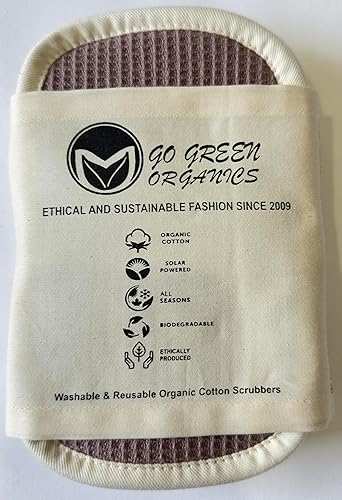 GO GREEN
ORGANICS
ETHICAL AND SUSTAINABLE FASHION SINCE 2009
ORGANIC
COTTON
SOLAR
POWERED
ALL
SEASONS
BIODEGRADABLE
ETHICALLY
PRODUCED
Washable & Reusable Organic Cotton Scrubbers